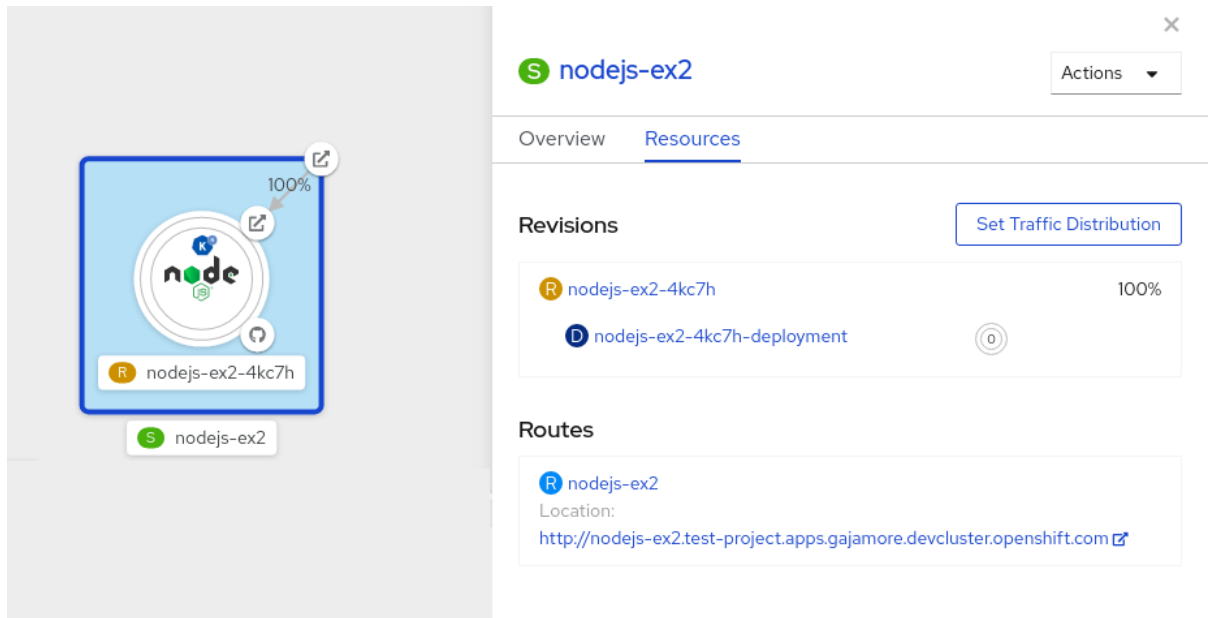 100%
K
node
JS
R nodejs-ex2-4kc7h
S nodejs-ex2
S nodejs-ex2
Actions
Overview Resources
Revisions
Set Traffic Distribution
R nodejs-ex2-4kc7h 100%
D nodejs-ex2-4kc7h-deployment 0
Routes
R nodejs-ex2
Location:
http://nodejs-ex2.test-project.apps.gajamore.devcluster.openshift.com